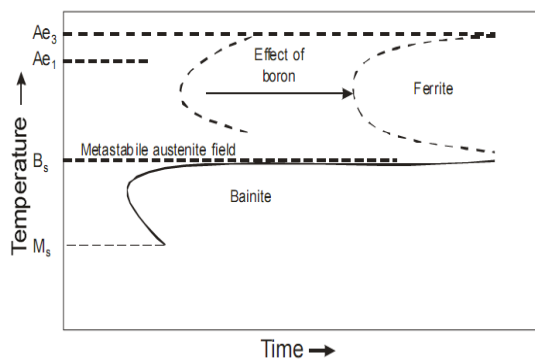 Ae3
Effect of
boron
Ae1
Ferrite
Temperature →
Metastabile austenite field
Bs
Bainite
Ms
Time →